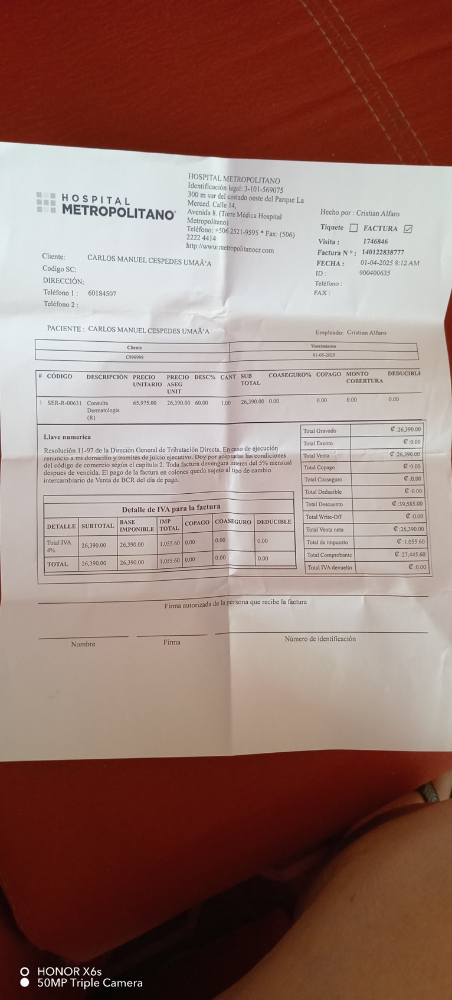 HOSPITAL
METROPOLITANO
HOSPITAL METROPOLITANO
Identificación legal: 3-101-569075
300 m sur del costado oeste del Parque La
Merced. Calle 14,
Avenida 8. (Torre Médica Hospital
Metropolitano)
Teléfono: +506 2521-9595 * Fax: (506)
2222 4414
http://www.metropolitanocr.com
Hecho por : Cristian Alfaro
Tiquete FACTURA
Visita : 1746846
Factura N° : 140122838777
FECHA : 01-04-2025 8:12 AM
ID : 900400635
Teléfono :
FAX :
Cliente: CARLOS MANUEL CESPEDES UMAÃ‘A
Codigo SC:
DIRECCIÓN:
Teléfono 1 : 60184507
Teléfono 2 :
PACIENTE : CARLOS MANUEL CESPEDES UMAÃ‘A
Empleado: Cristian Alfaro
Cliente Vencimiento
C999998 01-05-2025
# CÓDIGO DESCRIPCIÓN PRECIO UNITARIO PRECIO ASEG UNIT DESC% CANT SUB TOTAL COASEGURO% COPAGO MONTO COBERTURA DEDUCIBLE
1 SER-R-00631 Consulta Dermatologia (R) 65,975.00 26,390.00 60.00 1.00 26,390.00 0.00 0.00 0.00 0.00
Llave numerica
Resolución 11-97 de la Direción General de Tributación Directa. En caso de ejecución
renuncio a mi domicilio y tramites de juicio ejecutivo. Doy por aceptadas las condiciones
del código de comercio según el capítulo 2. Toda factura devengara interes del 5% mensual
despues de vencida. El pago de la factura en colones queda sujeto al tipo de cambio
intercambiario de Venta de BCR del día de pago.
Detalle de IVA para la factura
DETALLE SUBTOTAL BASE IMPONIBLE IMP TOTAL COPAGO COASEGURO DEDUCIBLE
Total IVA 4% 26,390.00 26,390.00 1,055.60 0.00 0.00 0.00
TOTAL 26,390.00 26,390.00 1,055.60 0.00 0.00 0.00
Total Gravado ₡ :26,390.00
Total Exento ₡ :0.00
Total Venta ₡ :26,390.00
Total Copago ₡ :0.00
Total Coaseguro ₡ :0.00
Total Deducible ₡ :0.00
Total Descuento ₡ :39,585.00
Total Write-Off ₡ :0.00
Total Venta neta ₡ :26,390.00
Total de impuesto ₡ :1,055.60
Total Comprobante ₡ :27,445.60
Total IVA devuelto ₡ :0.00
Firma autorizada de la persona que recibe la factura
Nombre Firma Número de identificación
HONOR X6s
50MP Triple Camera